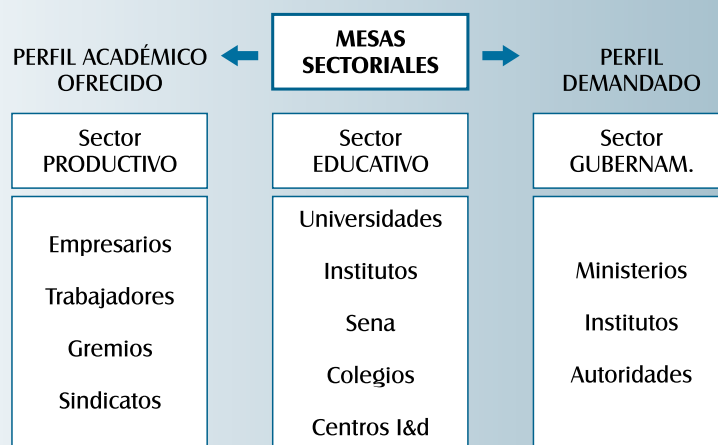 MESAS
SECTORIALES
PERFIL ACADÉMICO
OFRECIDO
PERFIL
DEMANDADO
Sector
PRODUCTIVO
Sector
EDUCATIVO
Sector
GUBERNAM.
Empresarios
Trabajadores
Gremios
Sindicatos
Universidades
Institutos
Sena
Colegios
Centros I&d
Ministerios
Institutos
Autoridades